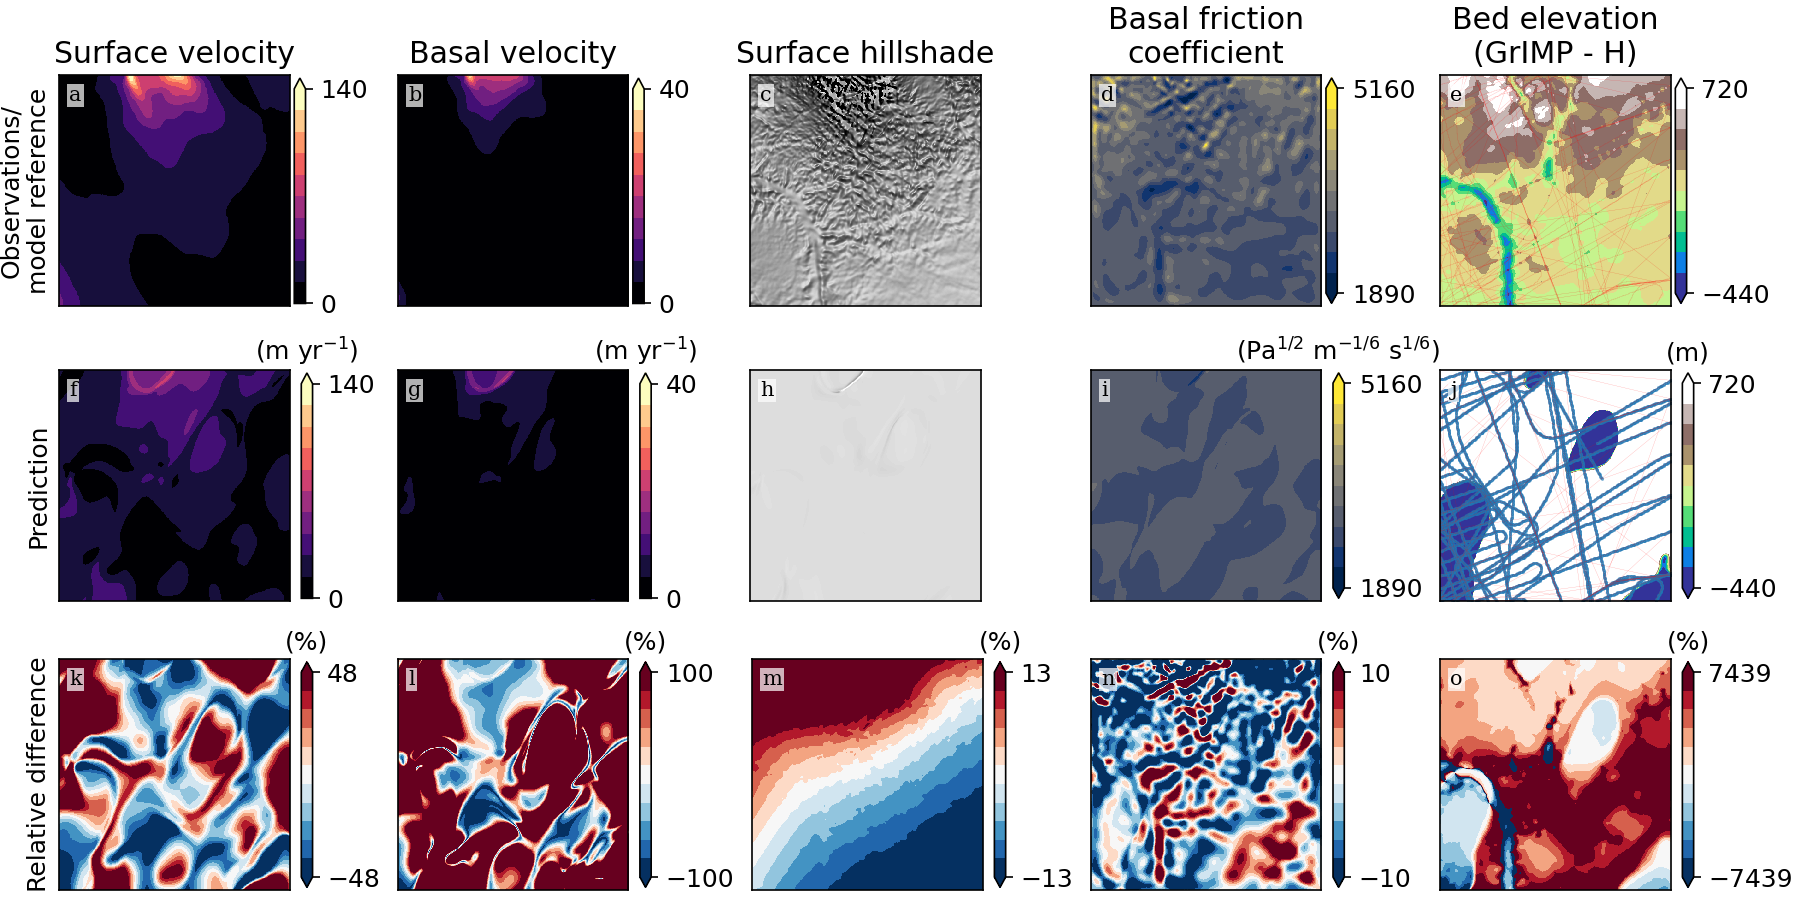 Surface velocity
Basal velocity
Surface hillshade
Basal friction
coefficient
Bed elevation
(GrIMP - H)
Observations/
model reference
a
140
0
b
40
0
c
d
5160
1890
e
720
−440
(m yr⁻¹)
(m yr⁻¹)
(Pa^{1/2} m^{−1/6} s^{1/6})
(m)
Prediction
f
140
0
g
40
0
h
i
5160
1890
j
720
−440
(%)
(%)
(%)
(%)
(%)
Relative difference
k
48
−48
l
100
−100
m
13
−13
n
10
−10
o
7439
−7439